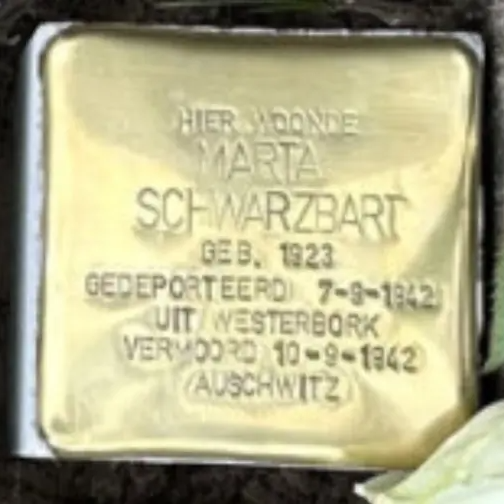 HIER WOONDE
MARTA
SCHWARZBART
GEB. 1923
GEDEPORTEERD 7-9-1942
UIT WESTERBORK
VERMOORD 10-9-1942
AUSCHWITZ